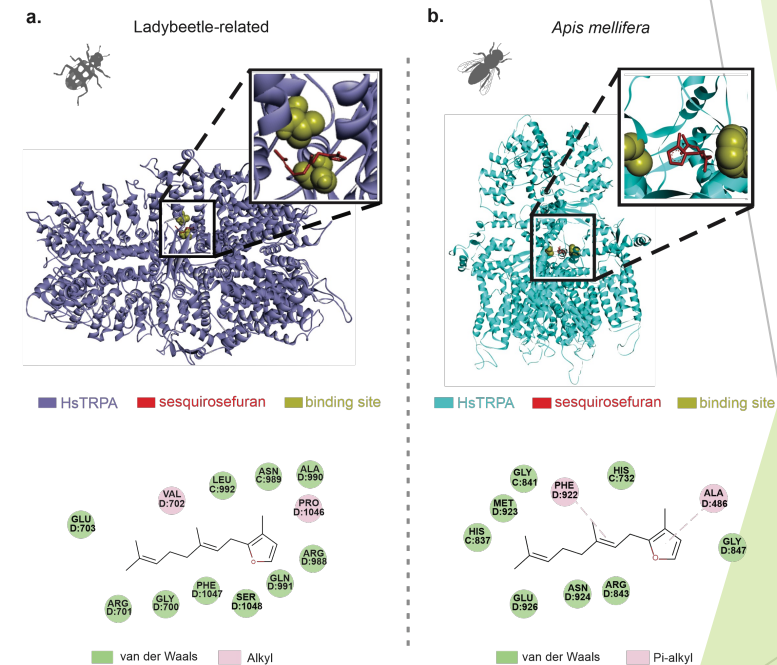 a.
Ladybeetle-related
HsTRPA
sesquirosefuran
binding site
GLU
D:703
VAL
D:702
LEU
C:992
ASN
C:989
ALA
D:990
PRO
D:1046
ARG
D:988
GLN
D:991
SER
D:1048
PHE
D:1047
GLY
D:700
ARG
D:701
O
van der Waals
Alkyl
b.
Apis mellifera
HsTRPA
sesquirosefuran
binding site
GLY
C:841
MET
D:923
HIS
C:837
PHE
D:922
HIS
C:732
ALA
D:486
GLY
D:847
ARG
D:843
ASN
D:924
GLU
D:926
O
van der Waals
Pi-alkyl